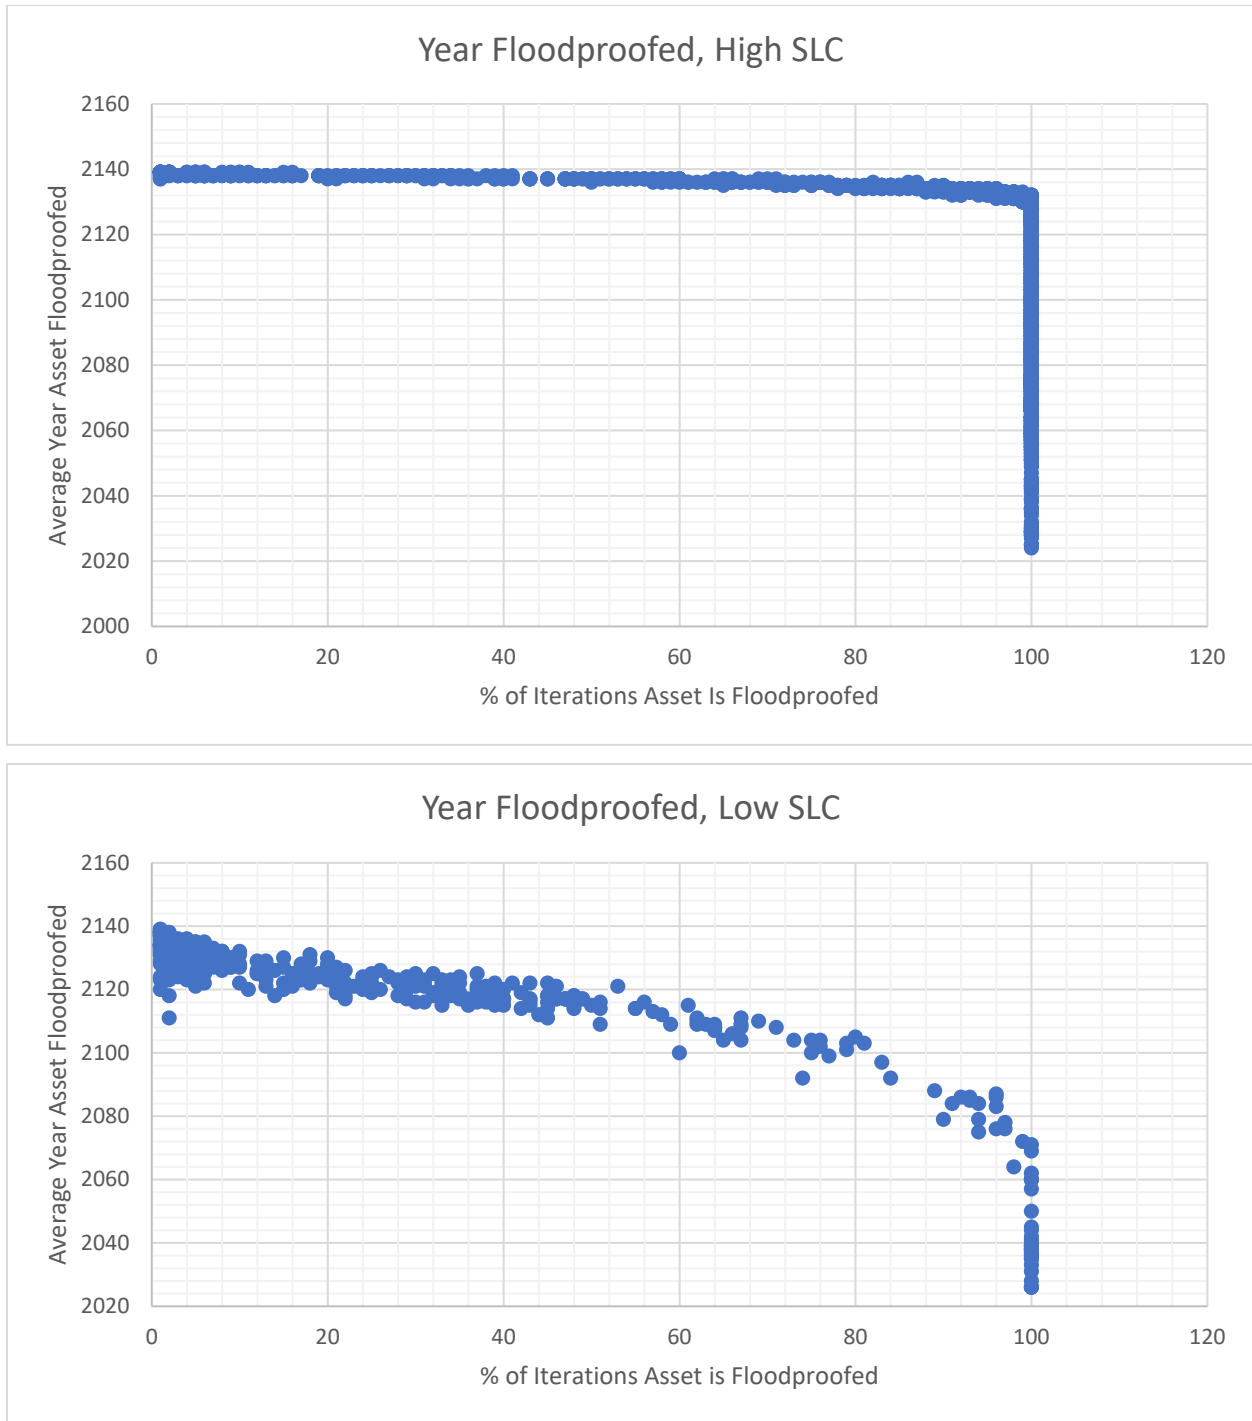 Year Floodproofed, High SLC
2160
2140
2120
2100
2080
2060
2040
2020
2000
Average Year Asset Floodproofed
0 20 40 60 80 100 120
% of Iterations Asset Is Floodproofed
Year Floodproofed, Low SLC
2160
2140
2120
2100
2080
2060
2040
2020
Average Year Asset Floodproofed
0 20 40 60 80 100 120
% of Iterations Asset is Floodproofed